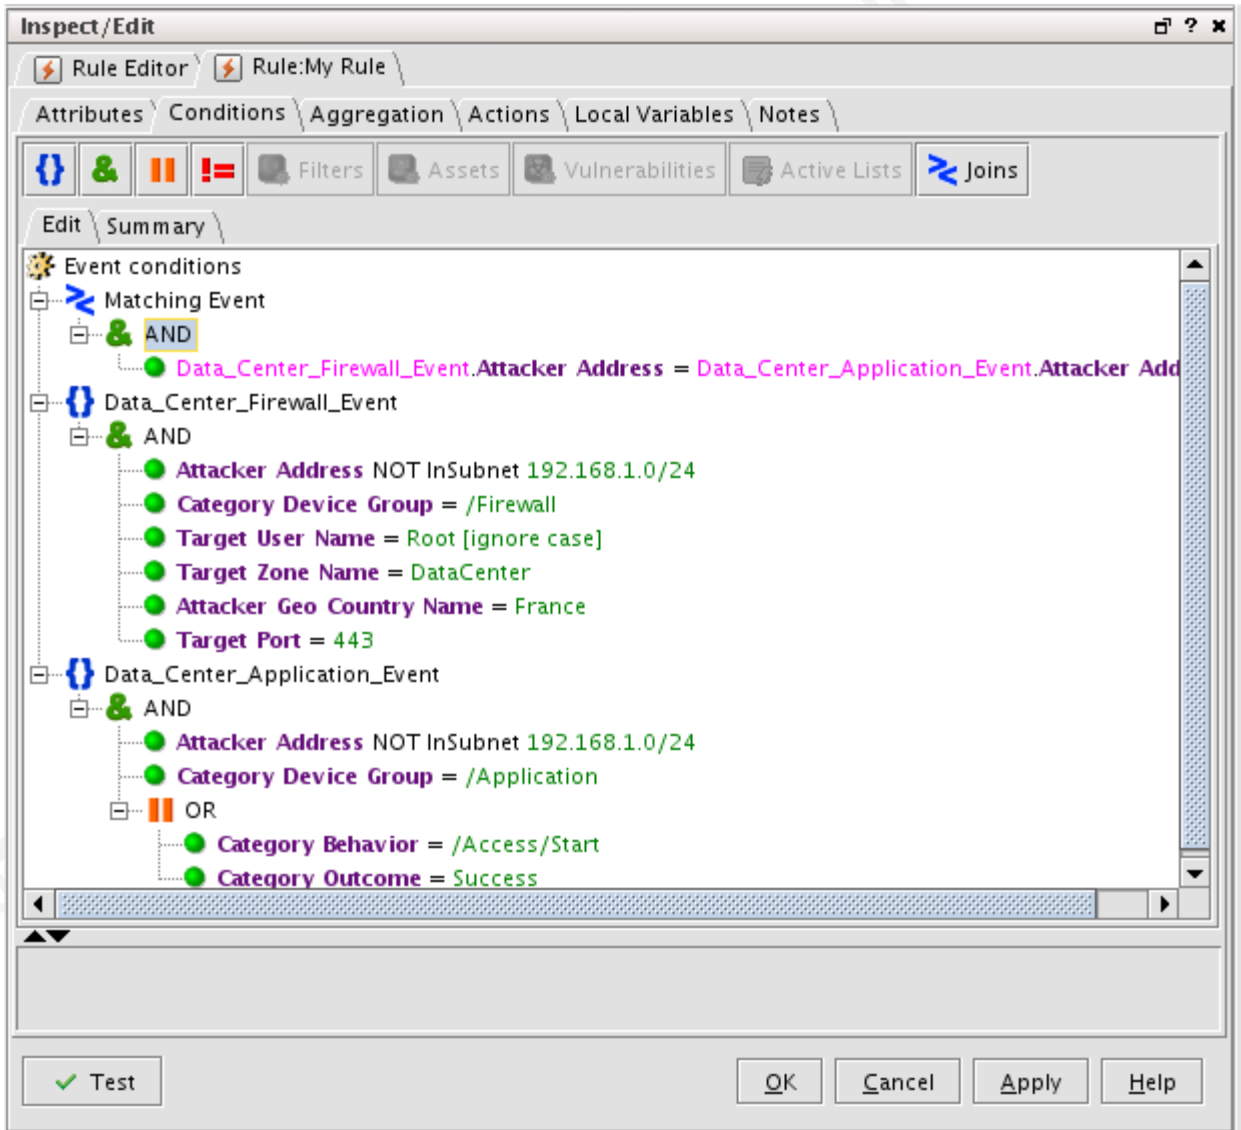 Inspect/Edit ?
Rule Editor Rule:My Rule
Attributes Conditions Aggregation Actions Local Variables Notes
{} & != Filters Assets Vulnerabilities Active Lists Joins
Edit Summary
Event conditions
Matching Event
& AND
Data_Center_Firewall_Event.Attacker Address = Data_Center_Application_Event.Attacker Add
{} Data_Center_Firewall_Event
& AND
Attacker Address NOT InSubnet 192.168.1.0/24
Category Device Group = /Firewall
Target User Name = Root [ignore case]
Target Zone Name = DataCenter
Attacker Geo Country Name = France
Target Port = 443
{} Data_Center_Application_Event
& AND
Attacker Address NOT InSubnet 192.168.1.0/24
Category Device Group = /Application
OR
Category Behavior = /Access/Start
Category Outcome = Success
Test OK Cancel Apply Help